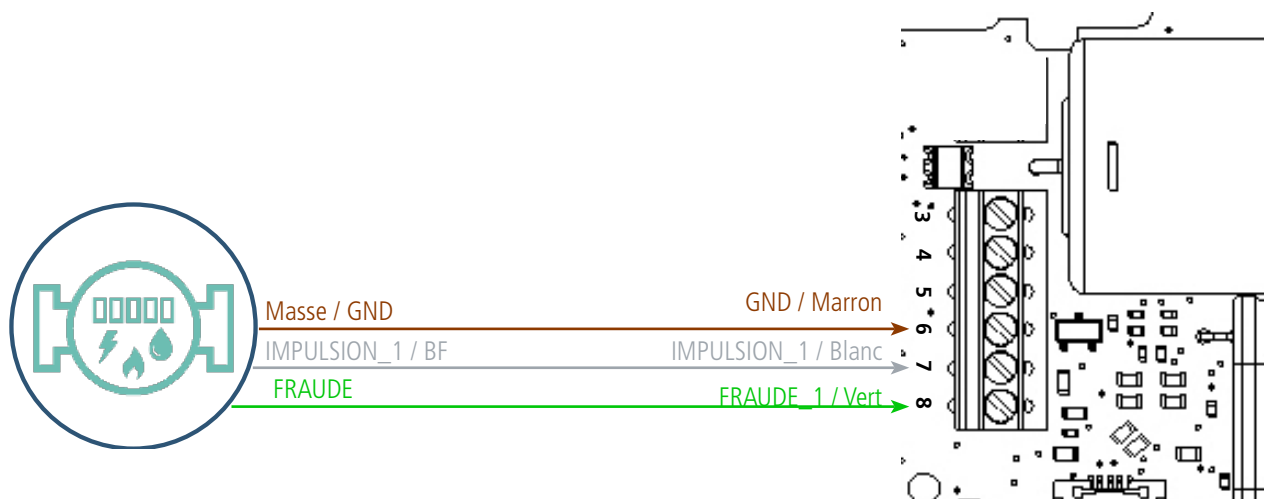 3
4
5
Masse / GND GND / Marron 6
IMPULSION_1 / BF IMPULSION_1 / Blanc 7
FRAUDE FRAUDE_1 / Vert 8